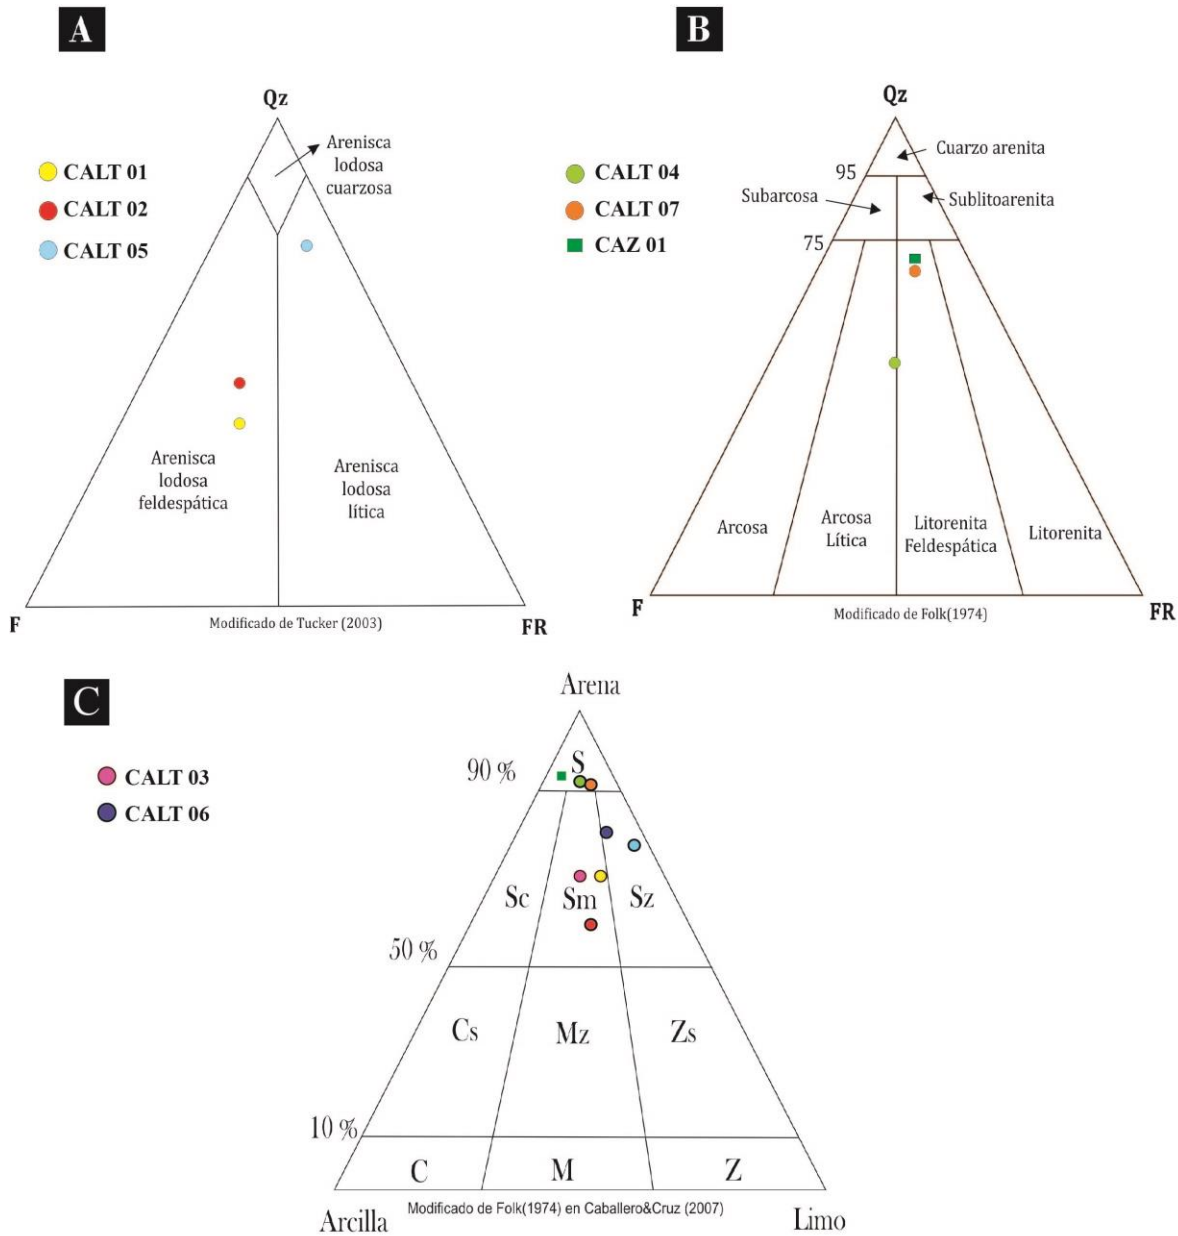 A
Qz
Arenisca
lodosa
cuarzosa
CALT 01
CALT 02
CALT 05
Arenisca
lodosa
feldespática
Arenisca
lodosa
lítica
F
FR
Modificado de Tucker (2003)
B
Qz
Cuarzo arenita
95
Subarcosa
Sublitoarenita
75
CALT 04
CALT 07
CAZ 01
Arcosa
Arcosa
Lítica
Litorenita
Feldespática
Litorenita
F
FR
Modificado de Folk(1974)
C
Arena
CALT 03
CALT 06
90 %
S
Sc
Sm
Sz
50 %
Cs
Mz
Zs
10 %
C
M
Z
Arcilla
Modificado de Folk(1974) en Caballero&Cruz (2007)
Limo